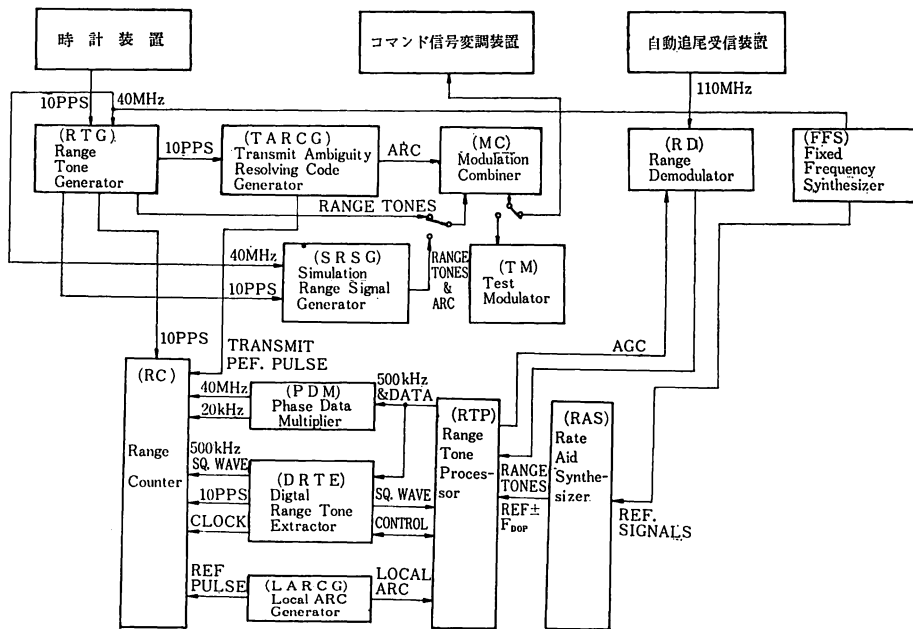 時計装置
コマンド信号変調装置
自動追尾受信装置
10PPS
40MHz
110MHz
(RTG)
Range
Tone
Generator
10PPS
(TARCG)
Transmit Ambiguity
Resolving Code
Generator
ARC
(MC)
Modulation
Combiner
(RD)
Range
Demodulator
(FFS)
Fixed
Frequency
Synthesizer
RANGE TONES
40MHz
10PPS
(SRSG)
Simulation
Range Signal
Generator
RANGE
TONES
&
ARC
(TM)
Test
Modulator
10PPS
TRANSMIT
PEF. PULSE
AGC
(RC)
Range
Counter
40MHz
20kHz
(PDM)
Phase Data
Multiplier
500kHz
&DATA
(RTP)
Range
Tone
Proces-
sor
(RAS)
Rate
Aid
Synthe-
sizer
500kHz
SQ. WAVE
10PPS
CLOCK
(DRTE)
Digtal
Range Tone
Extractor
SQ. WAVE
CONTROL
RANGE
TONES
REF±
FDOP
REF.
SIGNALS
REF
PULSE
(LARCG)
Local ARC
Generator
LOCAL
ARC